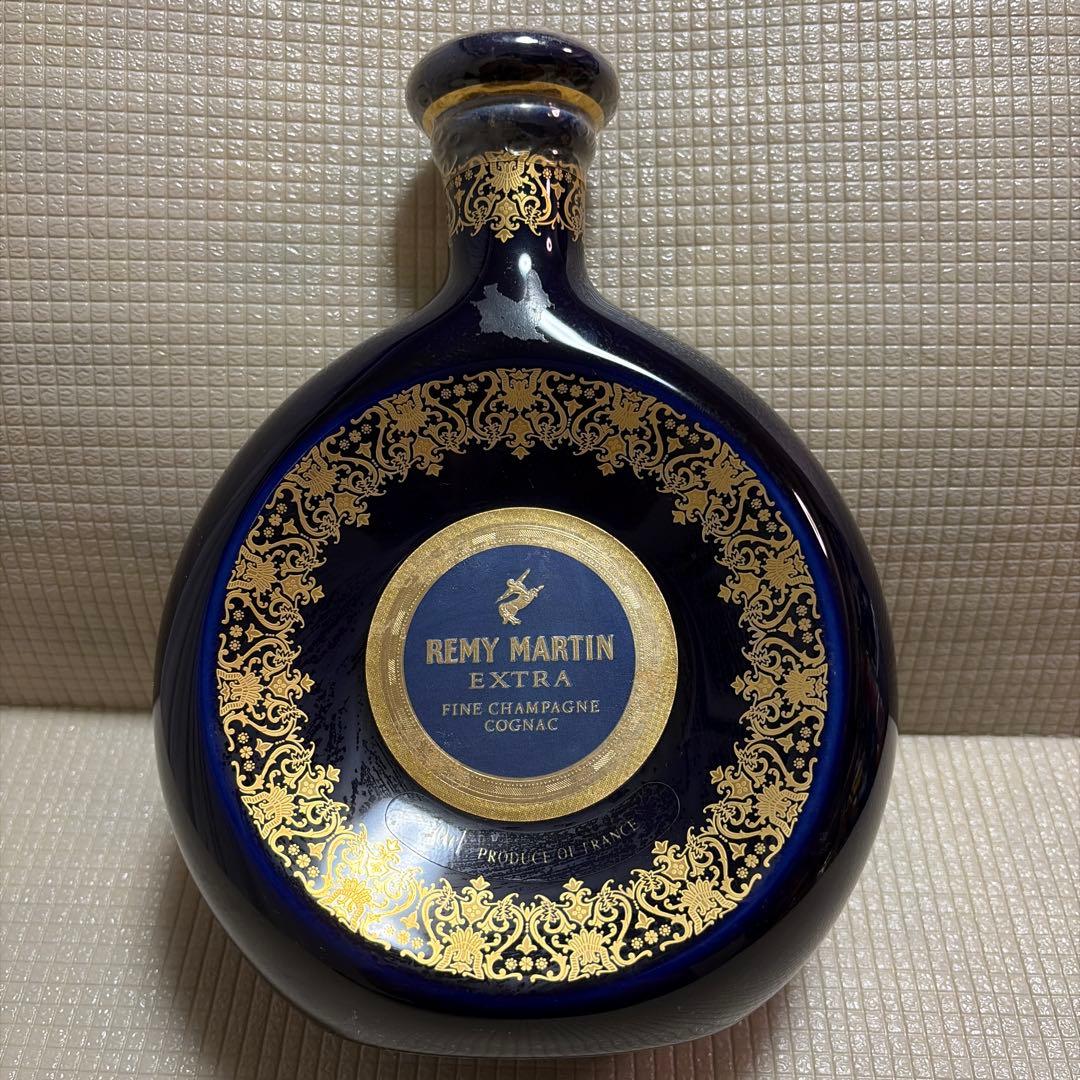 REMY MARTIN
EXTRA
FINE CHAMPAGNE
COGNAC
PRODUCE OF FRANCE